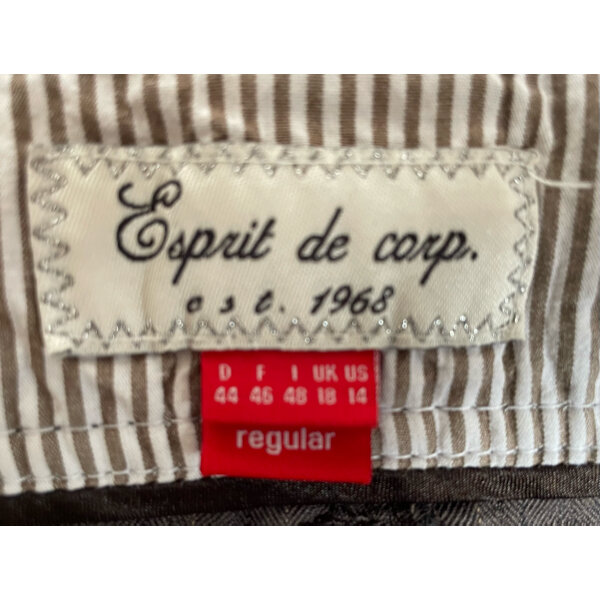 Esprit de corp.
est. 1968
D F I UK US
44 46 48 18 14
regular